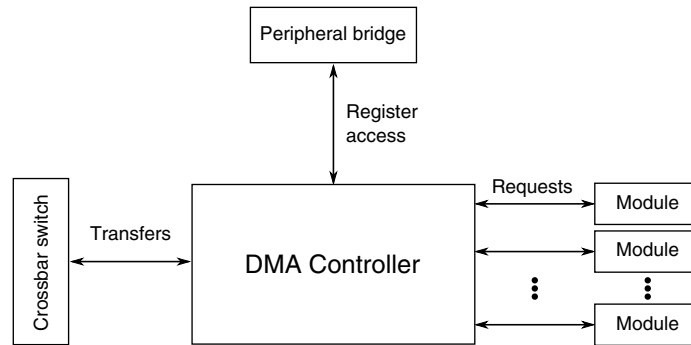 Peripheral bridge
Register
access
Requests
Module
Crossbar switch
Transfers
DMA Controller
Module
Module